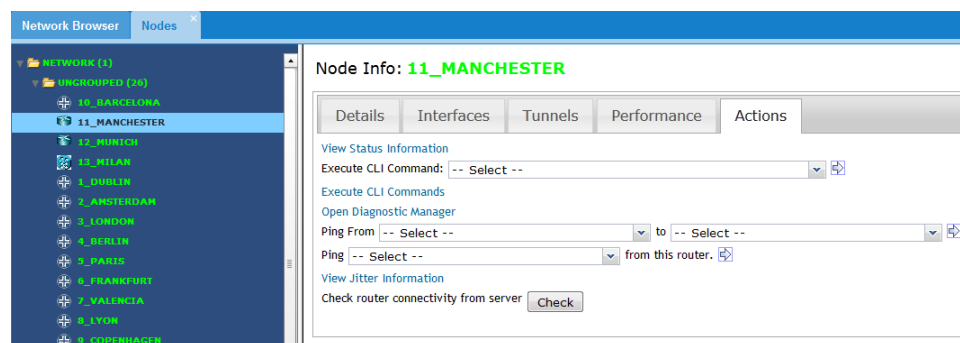 Network Browser Nodes ×
NETWORK (1)
UNGROUPED (26)
10_BARCELONA
11_MANCHESTER
12_MUNICH
13_MILAN
1_DUBLIN
2_AMSTERDAM
3_LONDON
4_BERLIN
5_PARIS
6_FRANKFURT
7_VALENCIA
8_LYON
9_COPENHAGEN
Node Info: 11_MANCHESTER
Details Interfaces Tunnels Performance Actions
View Status Information
Execute CLI Command: -- Select --
Execute CLI Commands
Open Diagnostic Manager
Ping From -- Select -- to -- Select --
Ping -- Select -- from this router.
View Jitter Information
Check router connectivity from server Check